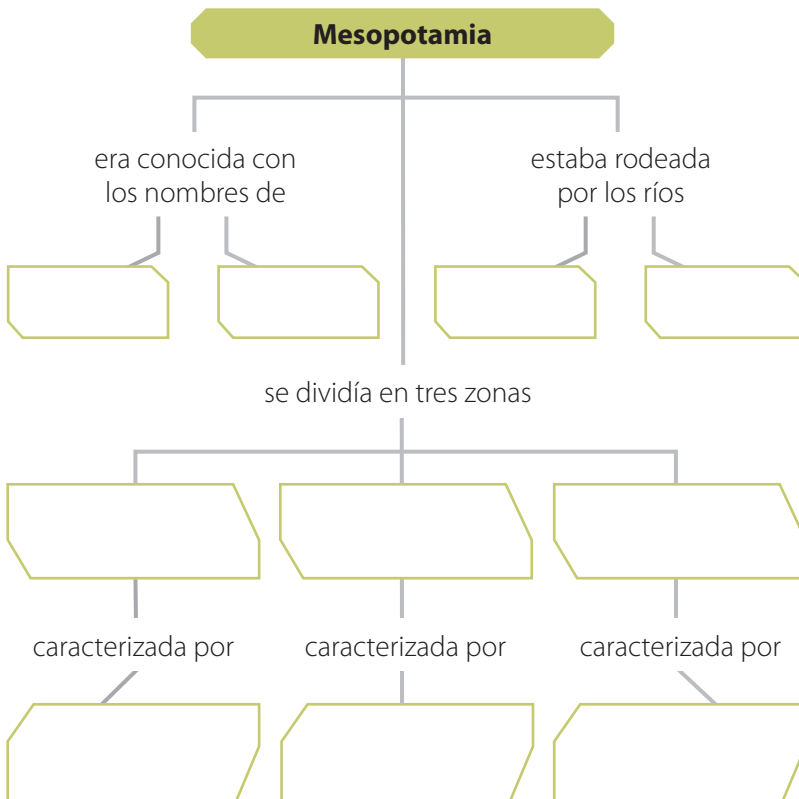 Mesopotamia
era conocida con
los nombres de
estaba rodeada
por los ríos
se dividía en tres zonas
caracterizada por
caracterizada por
caracterizada por